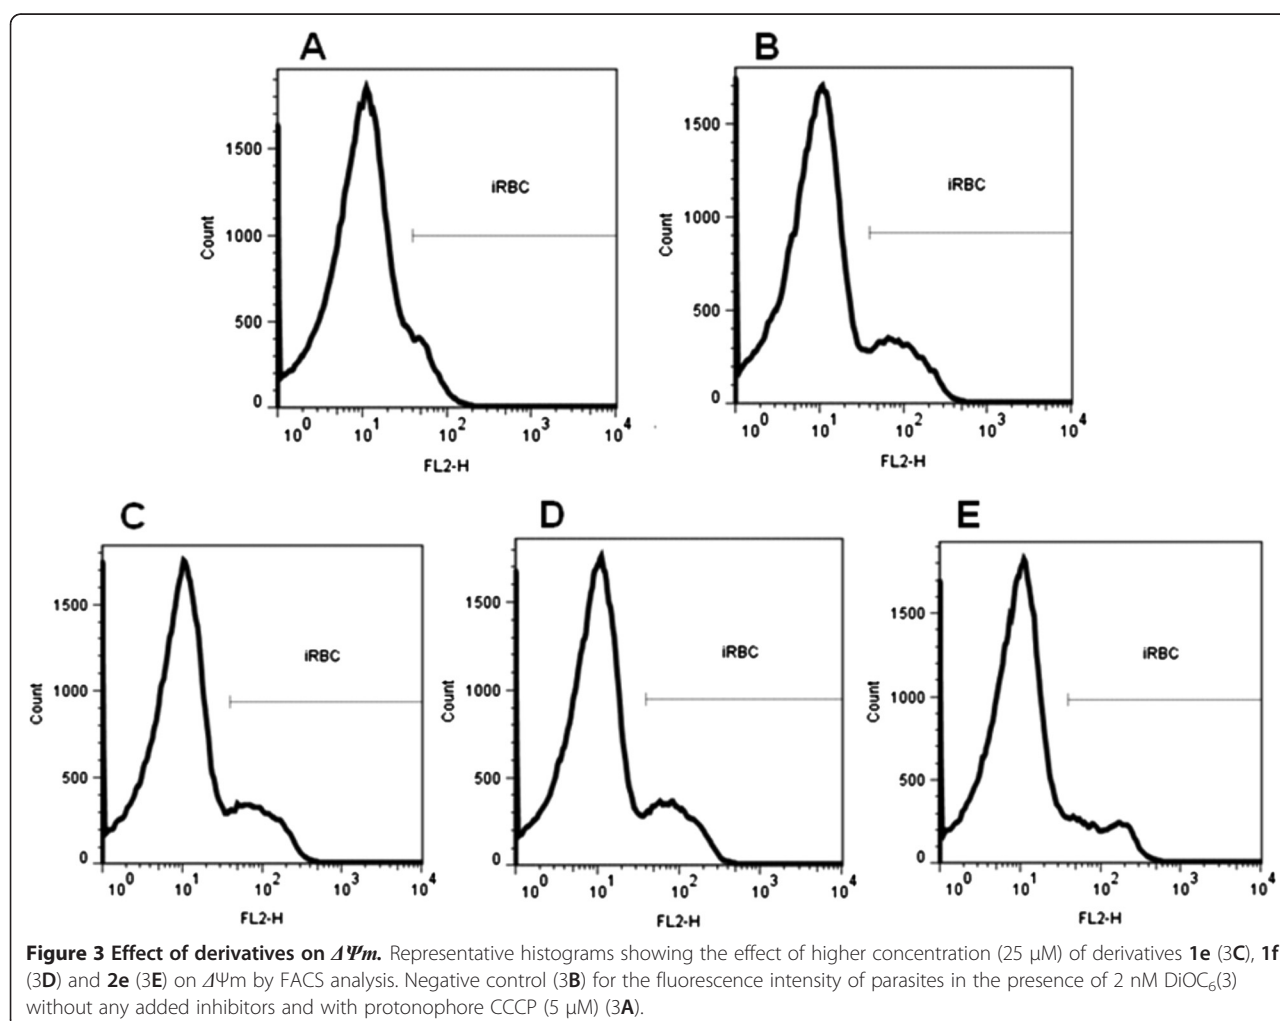 A
1500
1000
500
0
Count
iRBC
10^0 10^1 10^2 10^3 10^4
FL2-H
B
1500
1000
500
0
Count
iRBC
10^0 10^1 10^2 10^3 10^4
FL2-H
C
1500
1000
500
0
Count
iRBC
10^0 10^1 10^2 10^3 10^4
FL2-H
D
1500
1000
500
0
Count
iRBC
10^0 10^1 10^2 10^3 10^4
FL2-H
E
1500
1000
500
0
Count
iRBC
10^0 10^1 10^2 10^3 10^4
FL2-H
Figure 3 Effect of derivatives on ΔΨm. Representative histograms showing the effect of higher concentration (25 μM) of derivatives 1e (3C), 1f
(3D) and 2e (3E) on ΔΨm by FACS analysis. Negative control (3B) for the fluorescence intensity of parasites in the presence of 2 nM DiOC₆(3)
without any added inhibitors and with protonophore CCCP (5 μM) (3A).